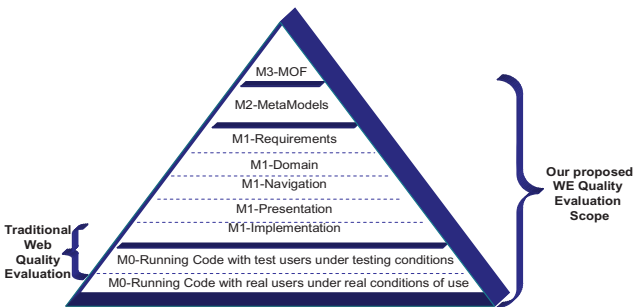 M3-MOF
M2-MetaModels
M1-Requirements
M1-Domain
M1-Navigation
M1-Presentation
M1-Implementation
M0-Running Code with test users under testing conditions
M0-Running Code with real users under real conditions of use
Traditional
Web
Quality
Evaluation
Our proposed
WE Quality
Evaluation
Scope